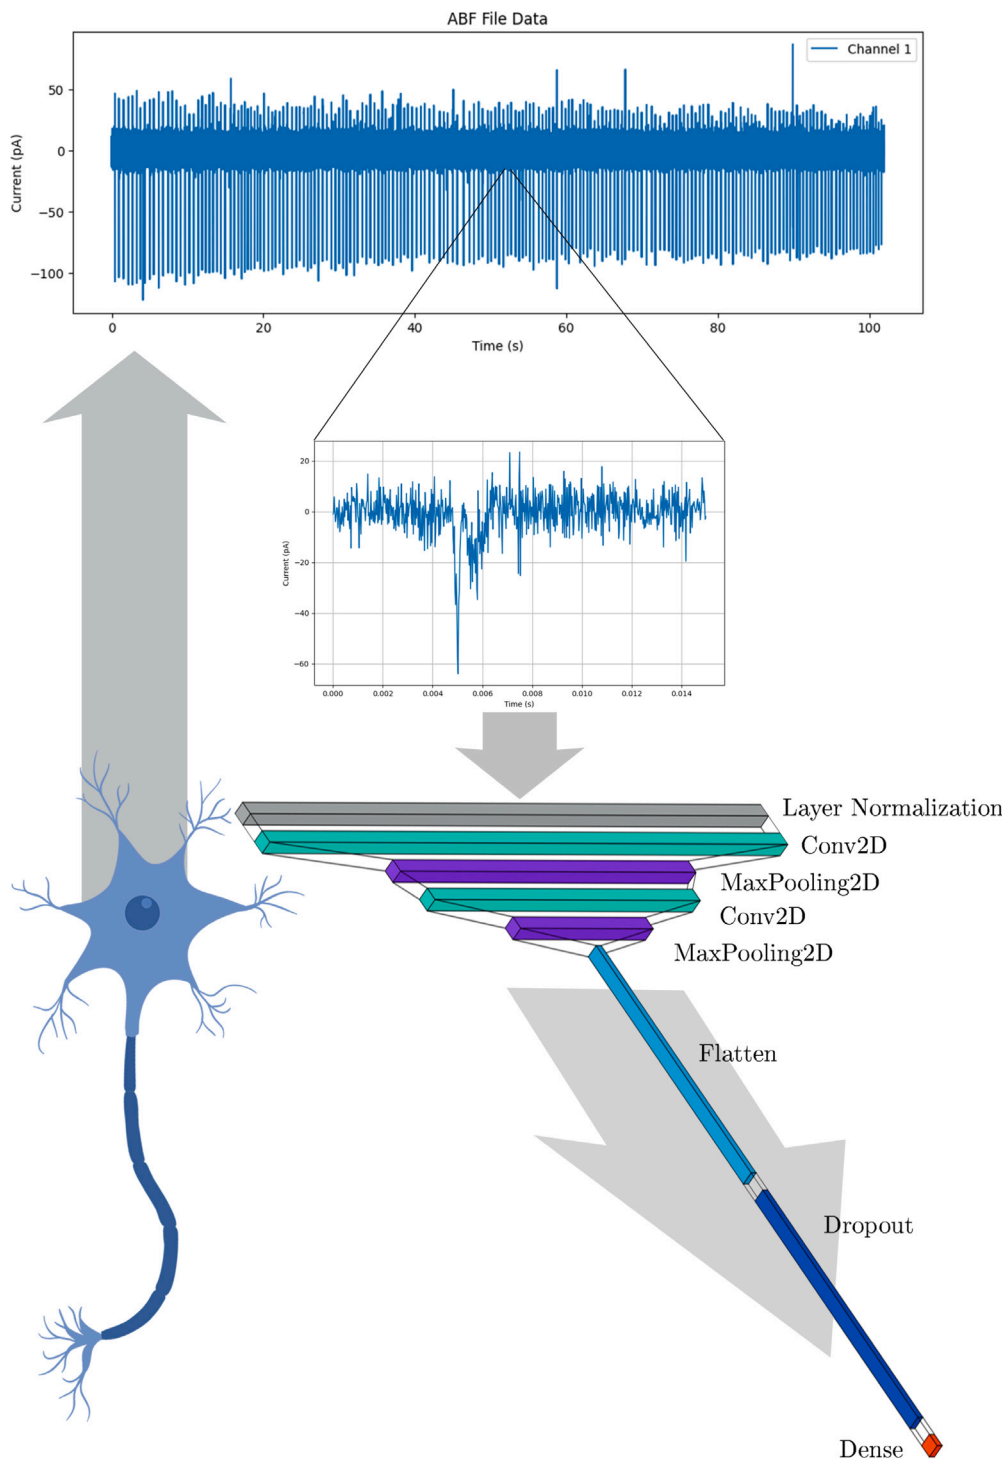 ABF File Data
Channel 1
50
0
−50
−100
Current (pA)
0 20 40 60 80 100
Time (s)
20
0
−20
−40
−60
Current (pA)
0.000 0.002 0.004 0.006 0.008 0.010 0.012 0.014
Time (s)
Layer Normalization
Conv2D
MaxPooling2D
Conv2D
MaxPooling2D
Flatten
Dropout
Dense